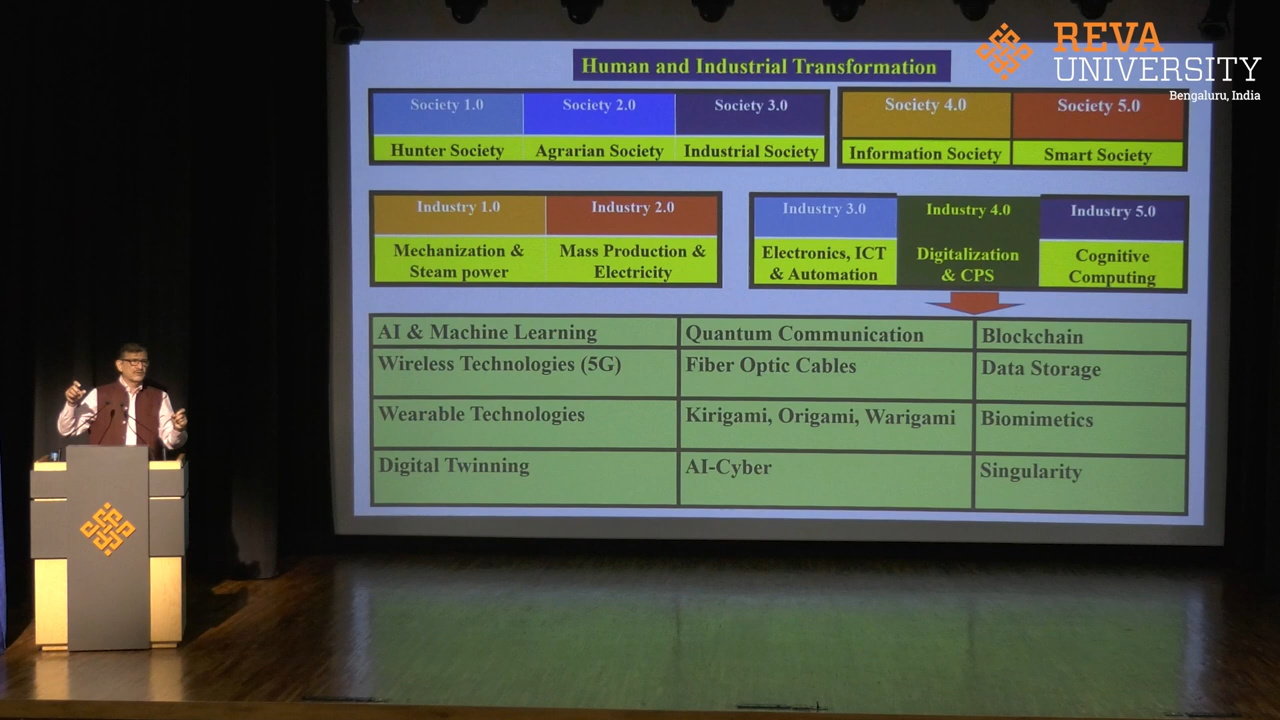 REVA
UNIVERSITY
Bengaluru, India
Human and Industrial Transformation
Society 1.0
Society 2.0
Society 3.0
Society 4.0
Society 5.0
Hunter Society
Agrarian Society
Industrial Society
Information Society
Smart Society
Industry 1.0
Industry 2.0
Industry 3.0
Industry 4.0
Industry 5.0
Mechanization &
Steam power
Mass Production &
Electricity
Electronics, ICT
& Automation
Digitalization
& CPS
Cognitive
Computing
AI & Machine Learning
Quantum Communication
Blockchain
Wireless Technologies (5G)
Fiber Optic Cables
Data Storage
Wearable Technologies
Kirigami, Origami, Warigami
Biomimetics
Digital Twinning
AI-Cyber
Singularity